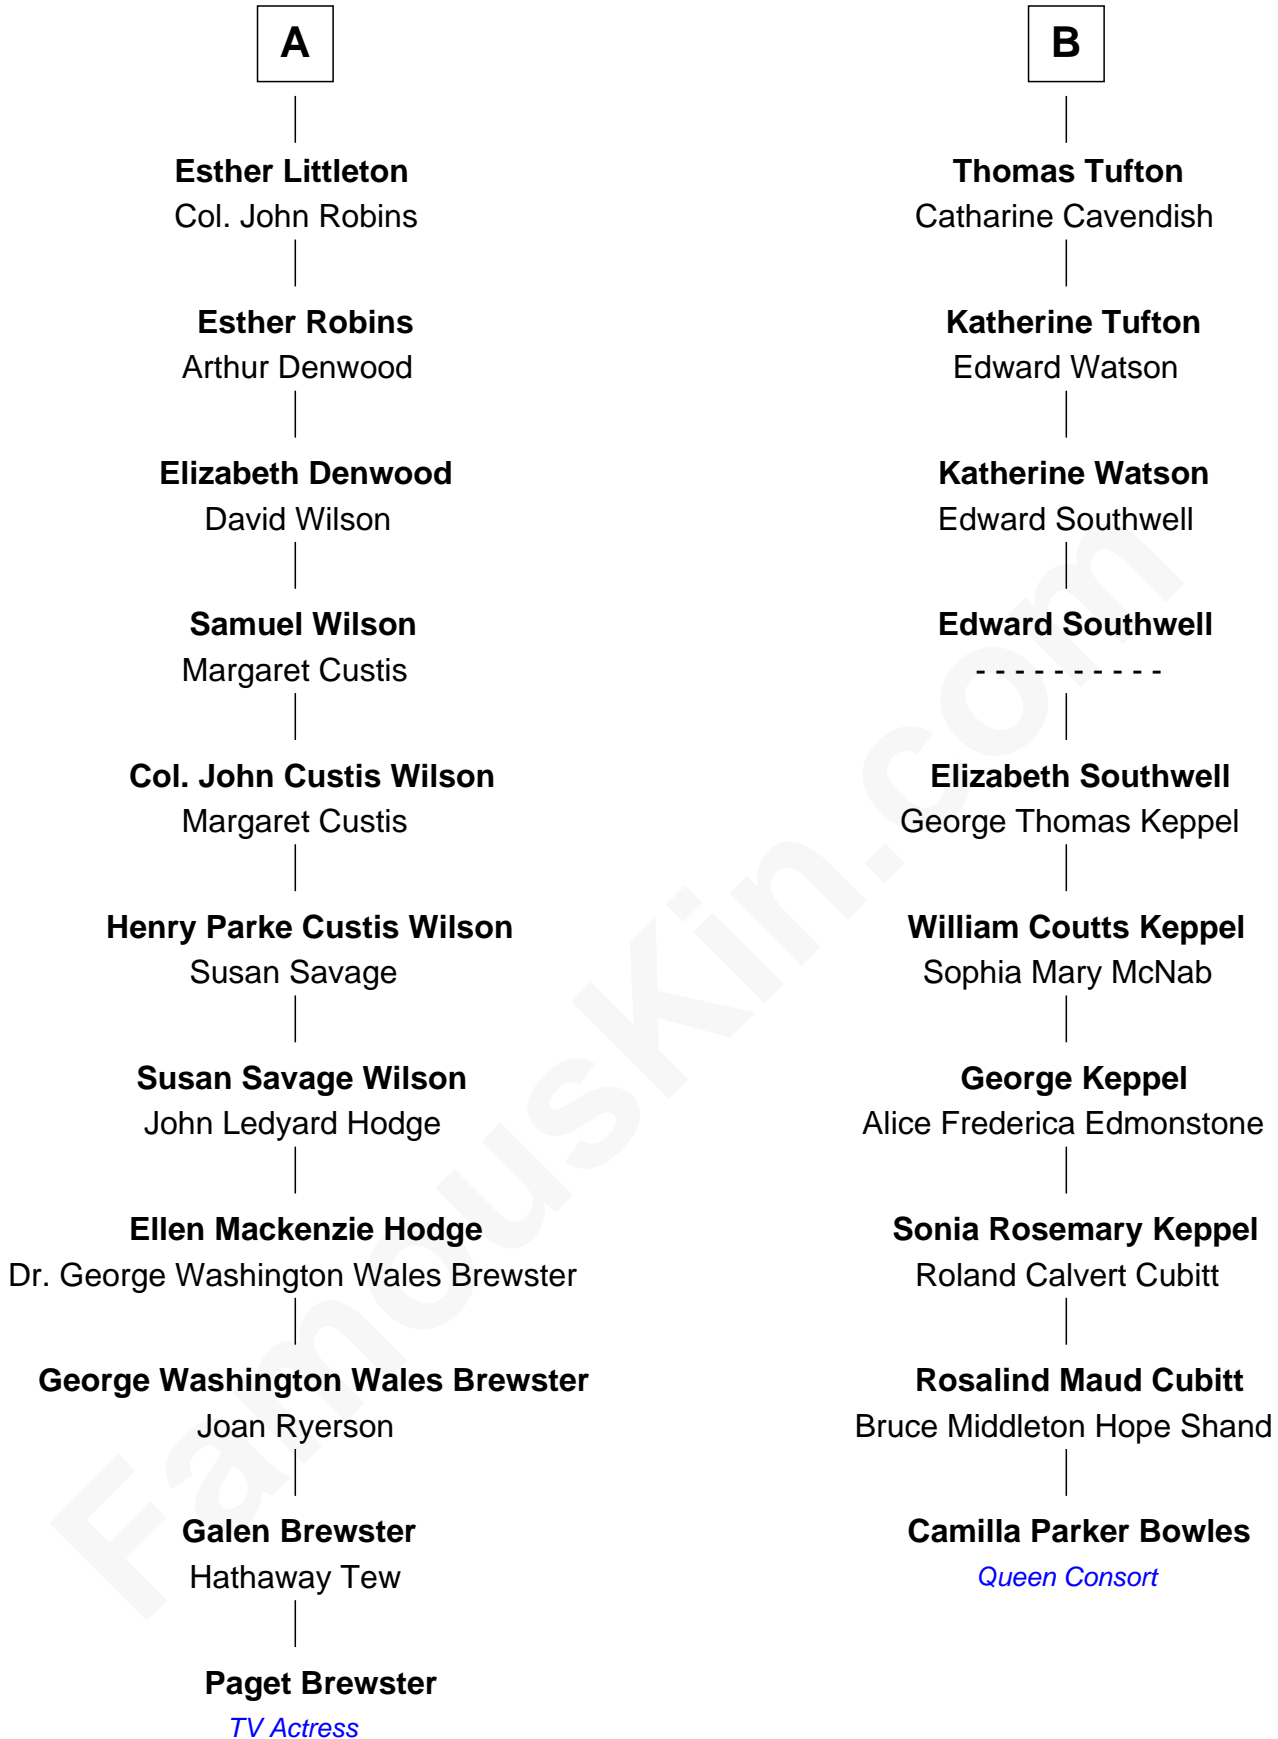 A
Esther Littleton
Col. John Robins
Esther Robins
Arthur Denwood
Elizabeth Denwood
David Wilson
Samuel Wilson
Margaret Custis
Col. John Custis Wilson
Margaret Custis
Henry Parke Custis Wilson
Susan Savage
Susan Savage Wilson
John Ledyard Hodge
Ellen Mackenzie Hodge
Dr. George Washington Wales Brewster
George Washington Wales Brewster
Joan Ryerson
Galen Brewster
Hathaway Tew
Paget Brewster
TV Actress
B
Thomas Tufton
Catharine Cavendish
Katherine Tufton
Edward Watson
Katherine Watson
Edward Southwell
Edward Southwell
- - - - - - - - - -
Elizabeth Southwell
George Thomas Keppel
William Coutts Keppel
Sophia Mary McNab
George Keppel
Alice Frederica Edmonstone
Sonia Rosemary Keppel
Roland Calvert Cubitt
Rosalind Maud Cubitt
Bruce Middleton Hope Shand
Camilla Parker Bowles
Queen Consort
FamousKin.com